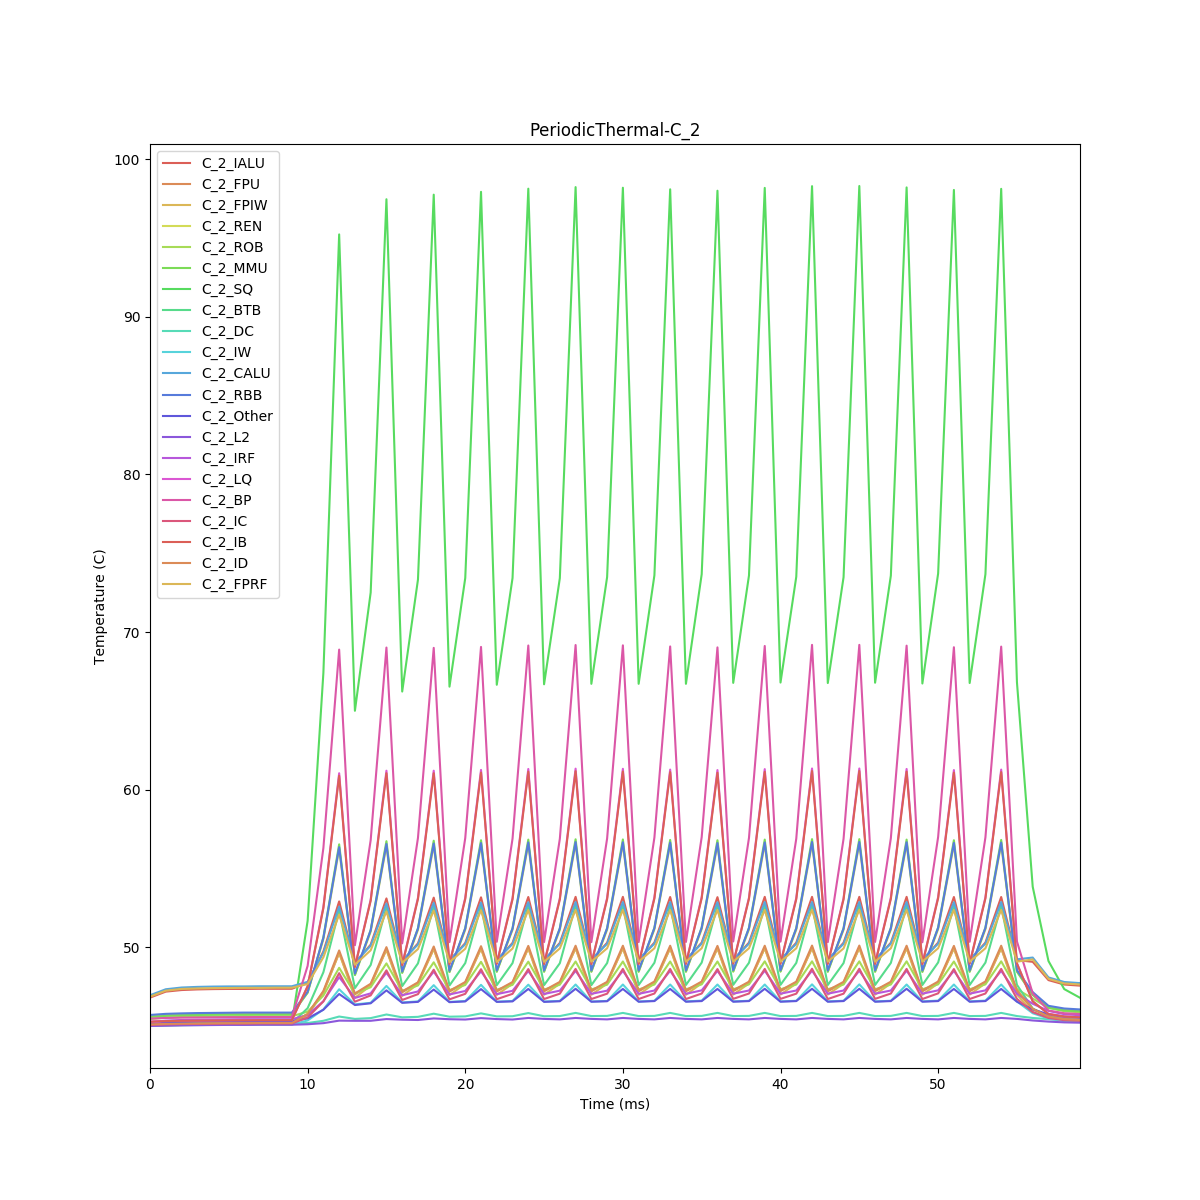 PeriodicThermal-C_2
100
90
80
70
60
50
Temperature (C)
C_2_IALU
C_2_FPU
C_2_FPIW
C_2_REN
C_2_ROB
C_2_MMU
C_2_SQ
C_2_BTB
C_2_DC
C_2_IW
C_2_CALU
C_2_RBB
C_2_Other
C_2_L2
C_2_IRF
C_2_LQ
C_2_BP
C_2_IC
C_2_IB
C_2_ID
C_2_FPRF
0 10 20 30 40 50
Time (ms)